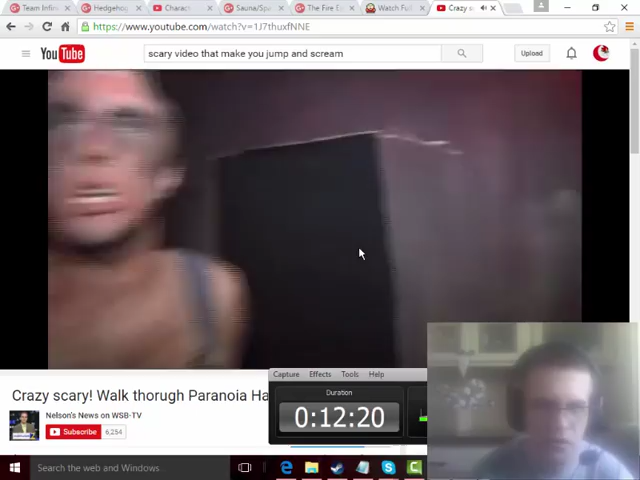 Team Infin
Hedgehog
Charact
Sauna/Sp
The Fire E
Watch Ful
Crazy s
https://www.youtube.com/watch?v=1J7thuxfNNE
YouTube
scary video that make you jump and scream
Upload
Crazy scary! Walk thorugh Paranoia Ha
Nelson's News on WSB-TV
Subscribe 6,254
Capture Effects Tools Help
Duration
0:12:20
Search the web and Windows